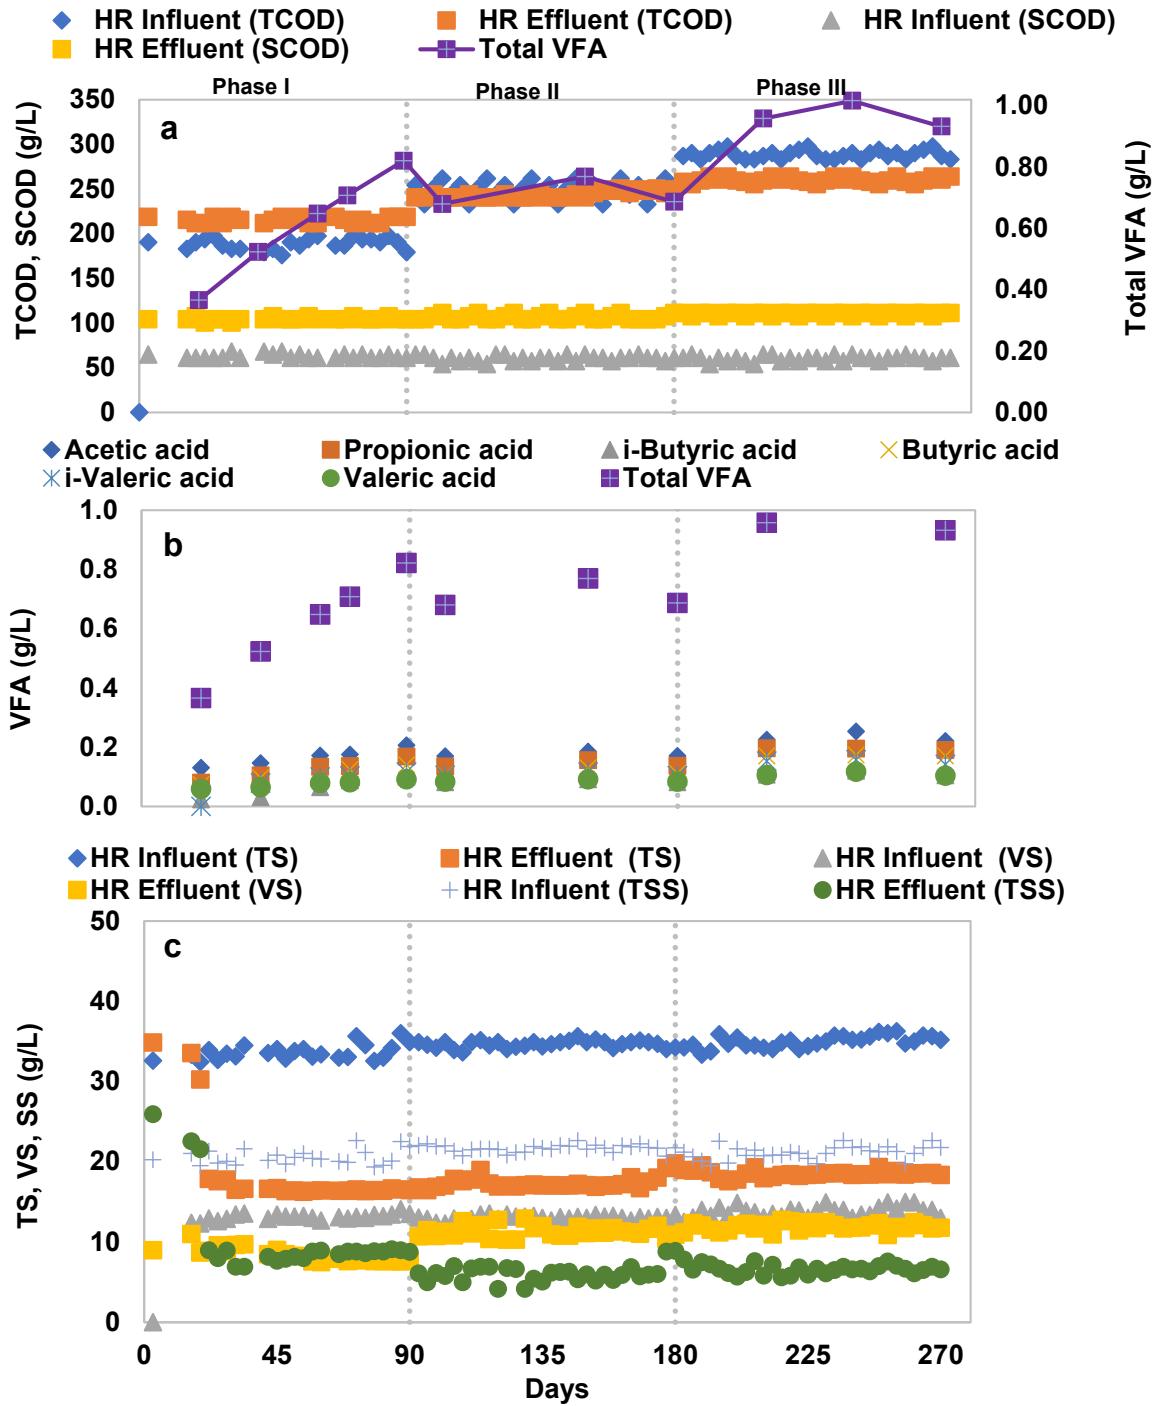 HR Influent (TCOD) HR Effluent (TCOD) HR Influent (SCOD)
HR Effluent (SCOD) Total VFA
Phase I Phase II Phase III
a
TCOD, SCOD (g/L)
350
300
250
200
150
100
50
0
1.00
0.80
0.60
0.40
0.20
0.00
Total VFA (g/L)
Acetic acid Propionic acid i-Butyric acid Butyric acid
i-Valeric acid Valeric acid Total VFA
b
VFA (g/L)
1.0
0.8
0.6
0.4
0.2
0.0
HR Influent (TS) HR Effluent (TS) HR Influent (VS)
HR Effluent (VS) HR Influent (TSS) HR Effluent (TSS)
c
TS, VS, SS (g/L)
50
40
30
20
10
0
0 45 90 135 180 225 270
Days